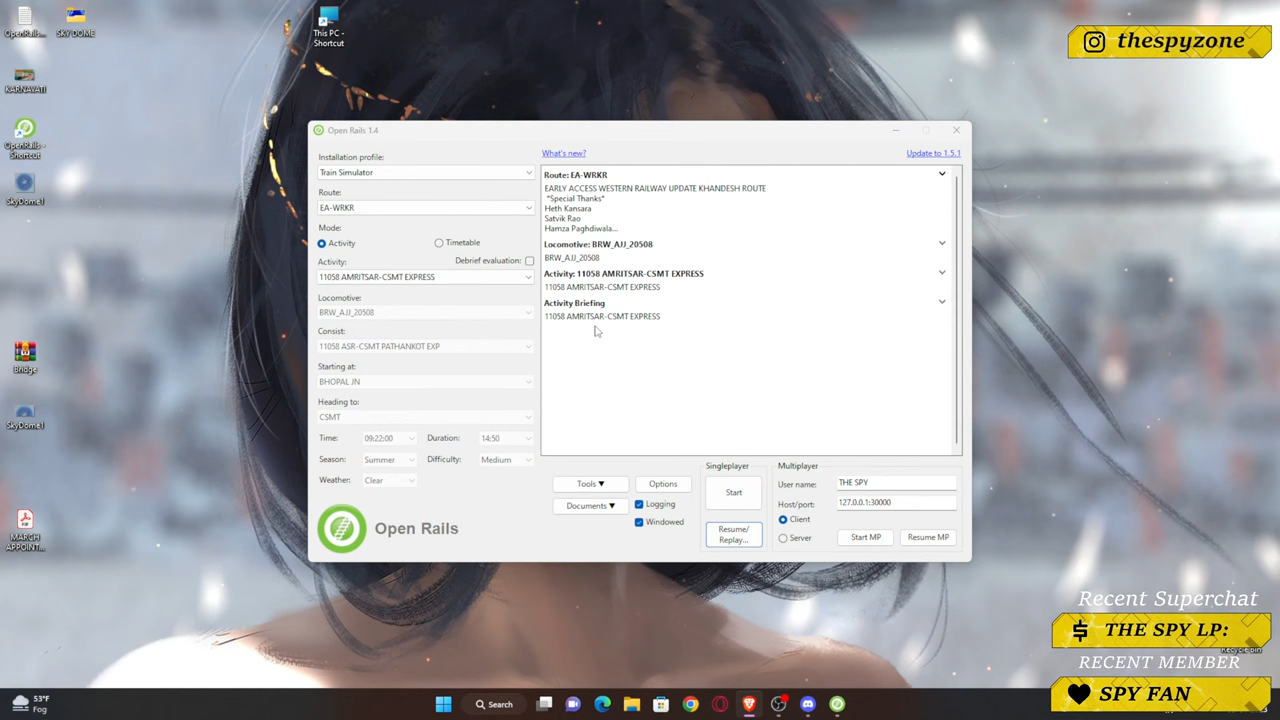 OpenRails...
SKY DOME
This PC -
Shortcut
KARNAVATI
OpenRails -
Shortcut
SkyDome3
Bhdge
SkyDome1
MARCH
APPOINT...
thespyzone
Open Rails 1.4
Installation profile:
Train Simulator
Route:
EA-WRKR
Mode:
Activity
Timetable
Activity:
Debrief evaluation:
11058 AMRITSAR-CSMT EXPRESS
Locomotive:
BRW_AJJ_20508
Consist:
11058 ASR-CSMT PATHANKOT EXP
Starting at:
BHOPAL JN
Heading to:
CSMT
Time:
09:22:00
Duration:
14:50
Season:
Summer
Difficulty:
Medium
Weather:
Clear
Open Rails
What's new?
Update to 1.5.1
Route: EA-WRKR
EARLY ACCESS WESTERN RAILWAY UPDATE KHANDESH ROUTE
"Special Thanks"
Heth Kansara
Satvik Rao
Hamza Paghdiwala...
Locomotive: BRW_AJJ_20508
BRW_AJJ_20508
Activity: 11058 AMRITSAR-CSMT EXPRESS
11058 AMRITSAR-CSMT EXPRESS
Activity Briefing
11058 AMRITSAR-CSMT EXPRESS
Tools ▼
Options
Documents ▼
Logging
Windowed
Singleplayer
Start
Resume/
Replay...
Multiplayer
User name:
THE SPY
Host/port:
127.0.0.1:30000
Client
Server
Start MP
Resume MP
Recent Superchat
THE SPY LP:
Recycle Bin
RECENT MEMBER
SPY FAN
53°F
Fog
Search